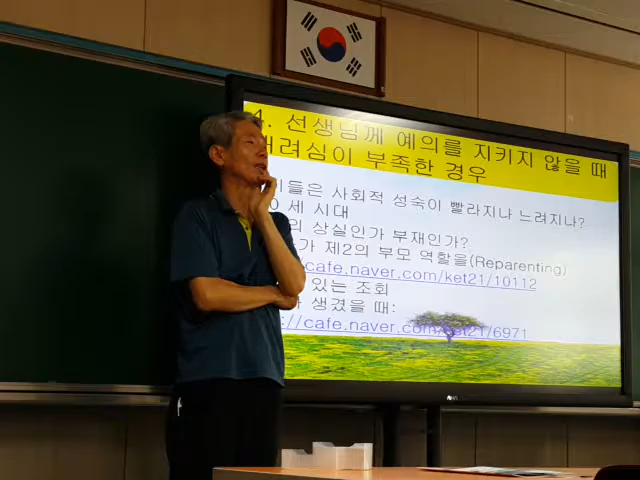 4. 선생님께 예의를 지키지 않을 때
려심이 부족한 경우
이들은 사회적 성숙이 빨라지나 느려지나?
세 시대
의 상실인가 부재인가?
가 제2의 부모 역할을(Reparenting)
cafe.naver.com/ket21/10112
있는 조회
생겼을 때:
://cafe.naver.com/ket21/6971